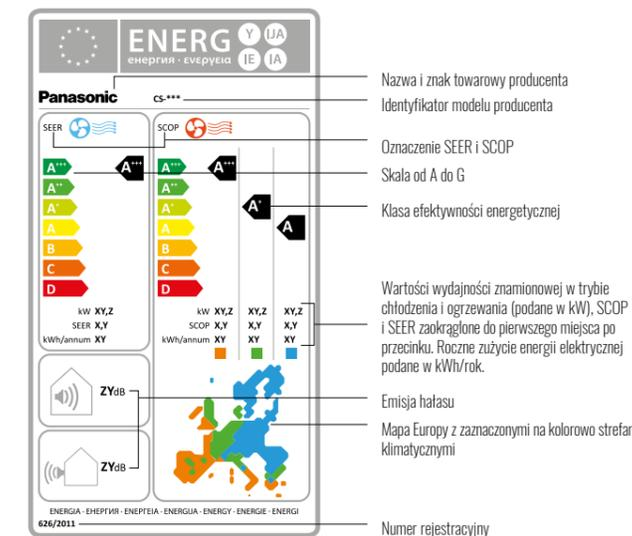 ENERG Y IJA
енергия · ενεργεια IE IA
Panasonic
CS-***
SEER
SCOP
A+++ A+++
A++
A+
A
B
C
D
A+++ A+++
A++
A+ A+
A A
B
C
D
kW XY,Z
SEER X,Y
kWh/annum XY
kW XY,Z XY,Z XY,Z
SCOP X,Y X,Y X,Y
kWh/annum XY XY XY
ZYdB
ZYdB
ENERGIA · ЕНЕРГИЯ · ΕΝΕΡΓΕΙΑ · ENERGIJA · ENERGY · ENERGIE · ENERGI
626/2011
Nazwa i znak towarowy producenta
Identyfikator modelu producenta
Oznaczenie SEER i SCOP
Skala od A do G
Klasa efektywności energetycznej
Wartości wydajności znamionowej w trybie
chłodzenia i ogrzewania (podane w kW), SCOP
i SEER zaokrąglone do pierwszego miejsca po
przecinku. Roczne zużycie energii elektrycznej
podane w kWh/rok.
Emisja hałasu
Mapa Europy z zaznaczonymi na kolorowo strefam
klimatycznymi
Numer rejestracyjny